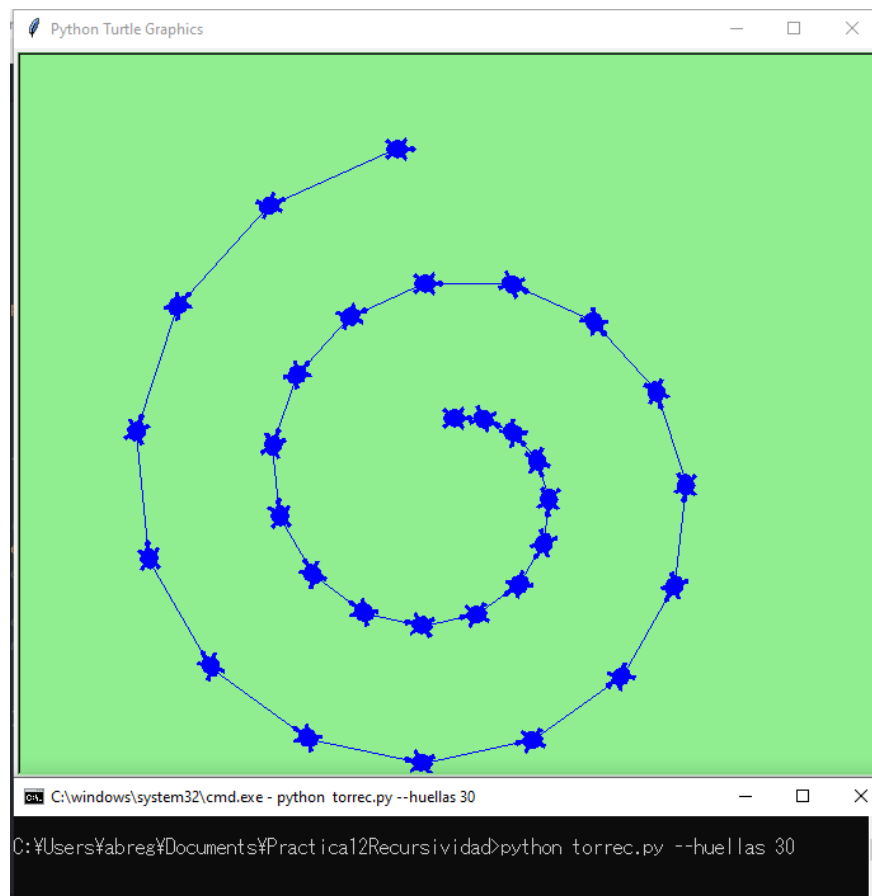 Python Turtle Graphics
C:\windows\system32\cmd.exe - python  torrec.py --huellas 30
C:¥Users¥abreg¥Documents¥Practica12Recursividad>python torrec.py --huellas 30